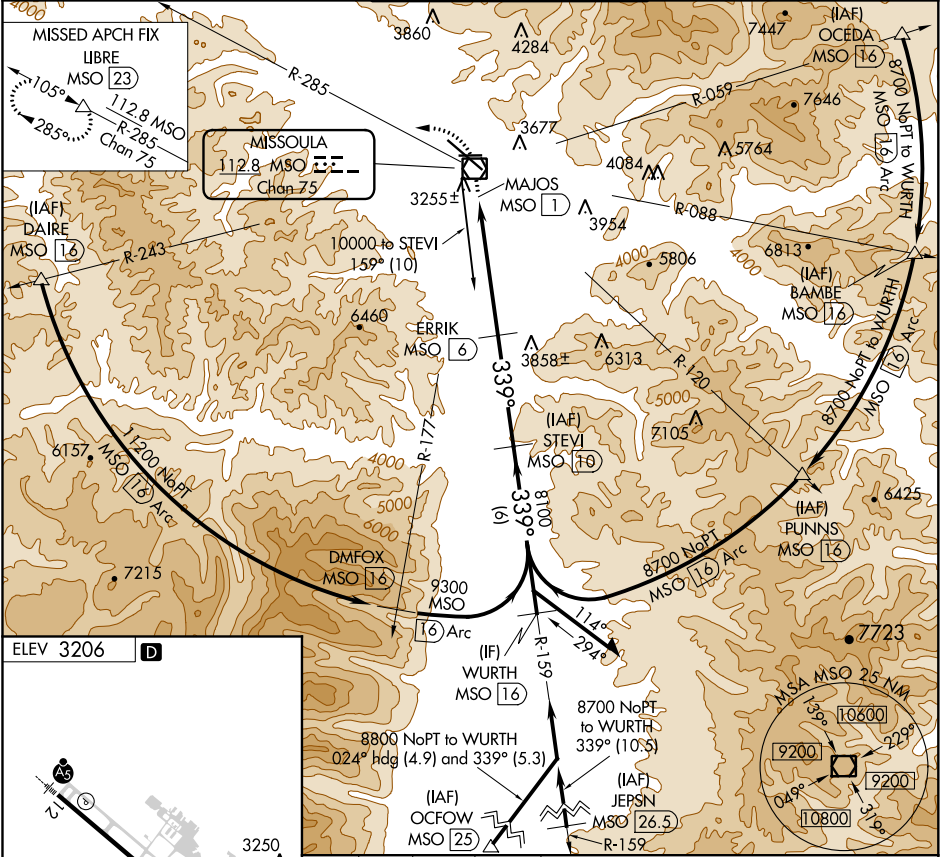 4000
3860
4284
7447
(IAF)
OCEDA
MSO 16
MISSED APCH FIX
LIBRE
MSO 23
105°
112.8 MSO
285°
R-285
Chan 75
R-285
R-059
7646
8700 NoPT to WURTH
MSO 16 Arc
MISSOULA
112.8 MSO
Chan 75
3677
5764
4084
3255±
MAJOS
MSO 1
3954
R-088
(IAF)
DAIRE
MSO 16
R-243
10000 to STEVI
159° (10)
4000
5806
6813
4000
(IAF)
BAMBE
MSO 16
6460
ERRIK
MSO 6
3858±
6313
R-120
8700 NoPT to WURTH
MSO 16 Arc
339°
5000
7105
(IAF)
STEVI
MSO 10
R-177
6157
11200 NoPT
MSO 16 Arc
4000
5000
6000
339°
8100
(6)
6425
(IAF)
PUNNS
MSO 16
7215
DMFOX
MSO 16
9300
MSO
16 Arc
8700 NoPT
MSO 16 Arc
114°
294°
7723
ELEV 3206 D
(IF)
WURTH
MSO 16
R-159
MSA MSO 25 NM
139°
10600
229°
9200
9200
049°
10800
319°
8700 NoPT
to WURTH
339° (10.5)
8800 NoPT to WURTH
024° hdg (4.9) and 339° (5.3)
(IAF)
OCFOW
MSO 25
(IAF)
JEPSN
MSO 26.5
R-159
A5
P
12
3250